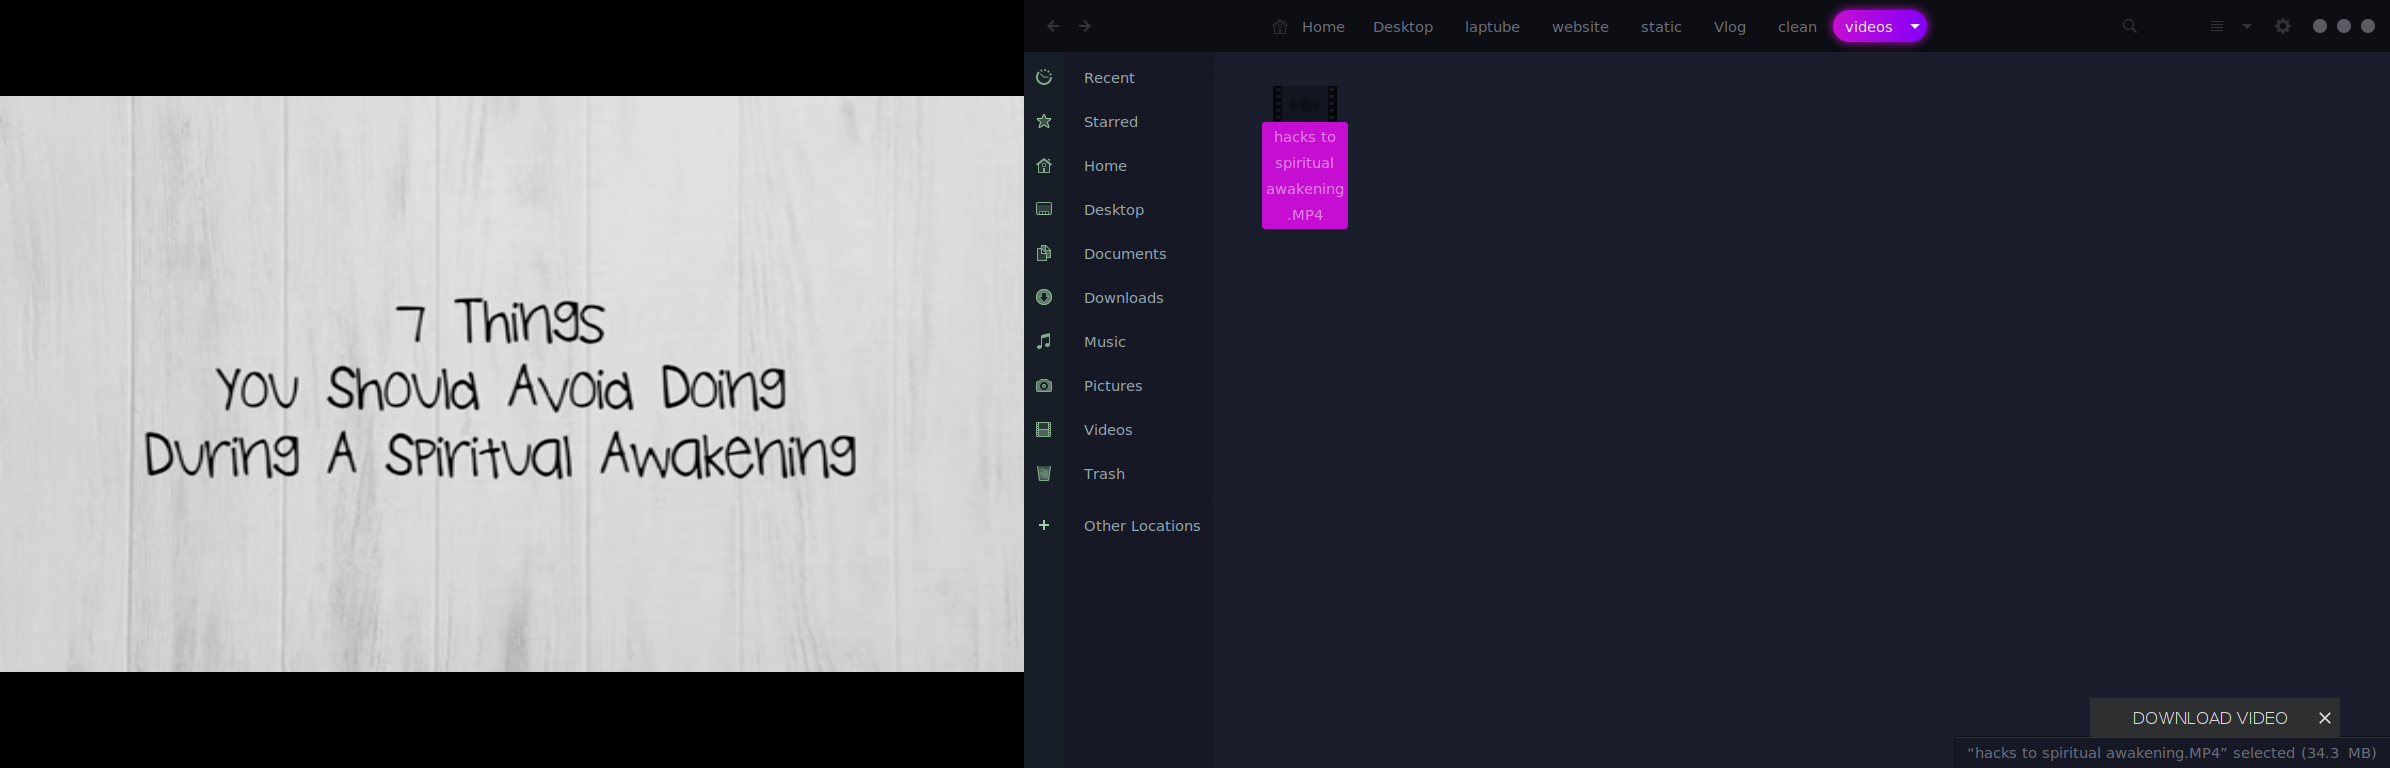 7 Things
You Should Avoid Doing
During A Spiritual Awakening
Home Desktop laptube website static Vlog clean videos
Recent
Starred
Home
Desktop
Documents
Downloads
Music
Pictures
Videos
Trash
Other Locations
hacks to
spiritual
awakening
.MP4
DOWNLOAD VIDEO
“hacks to spiritual awakening.MP4” selected (34.3 MB)